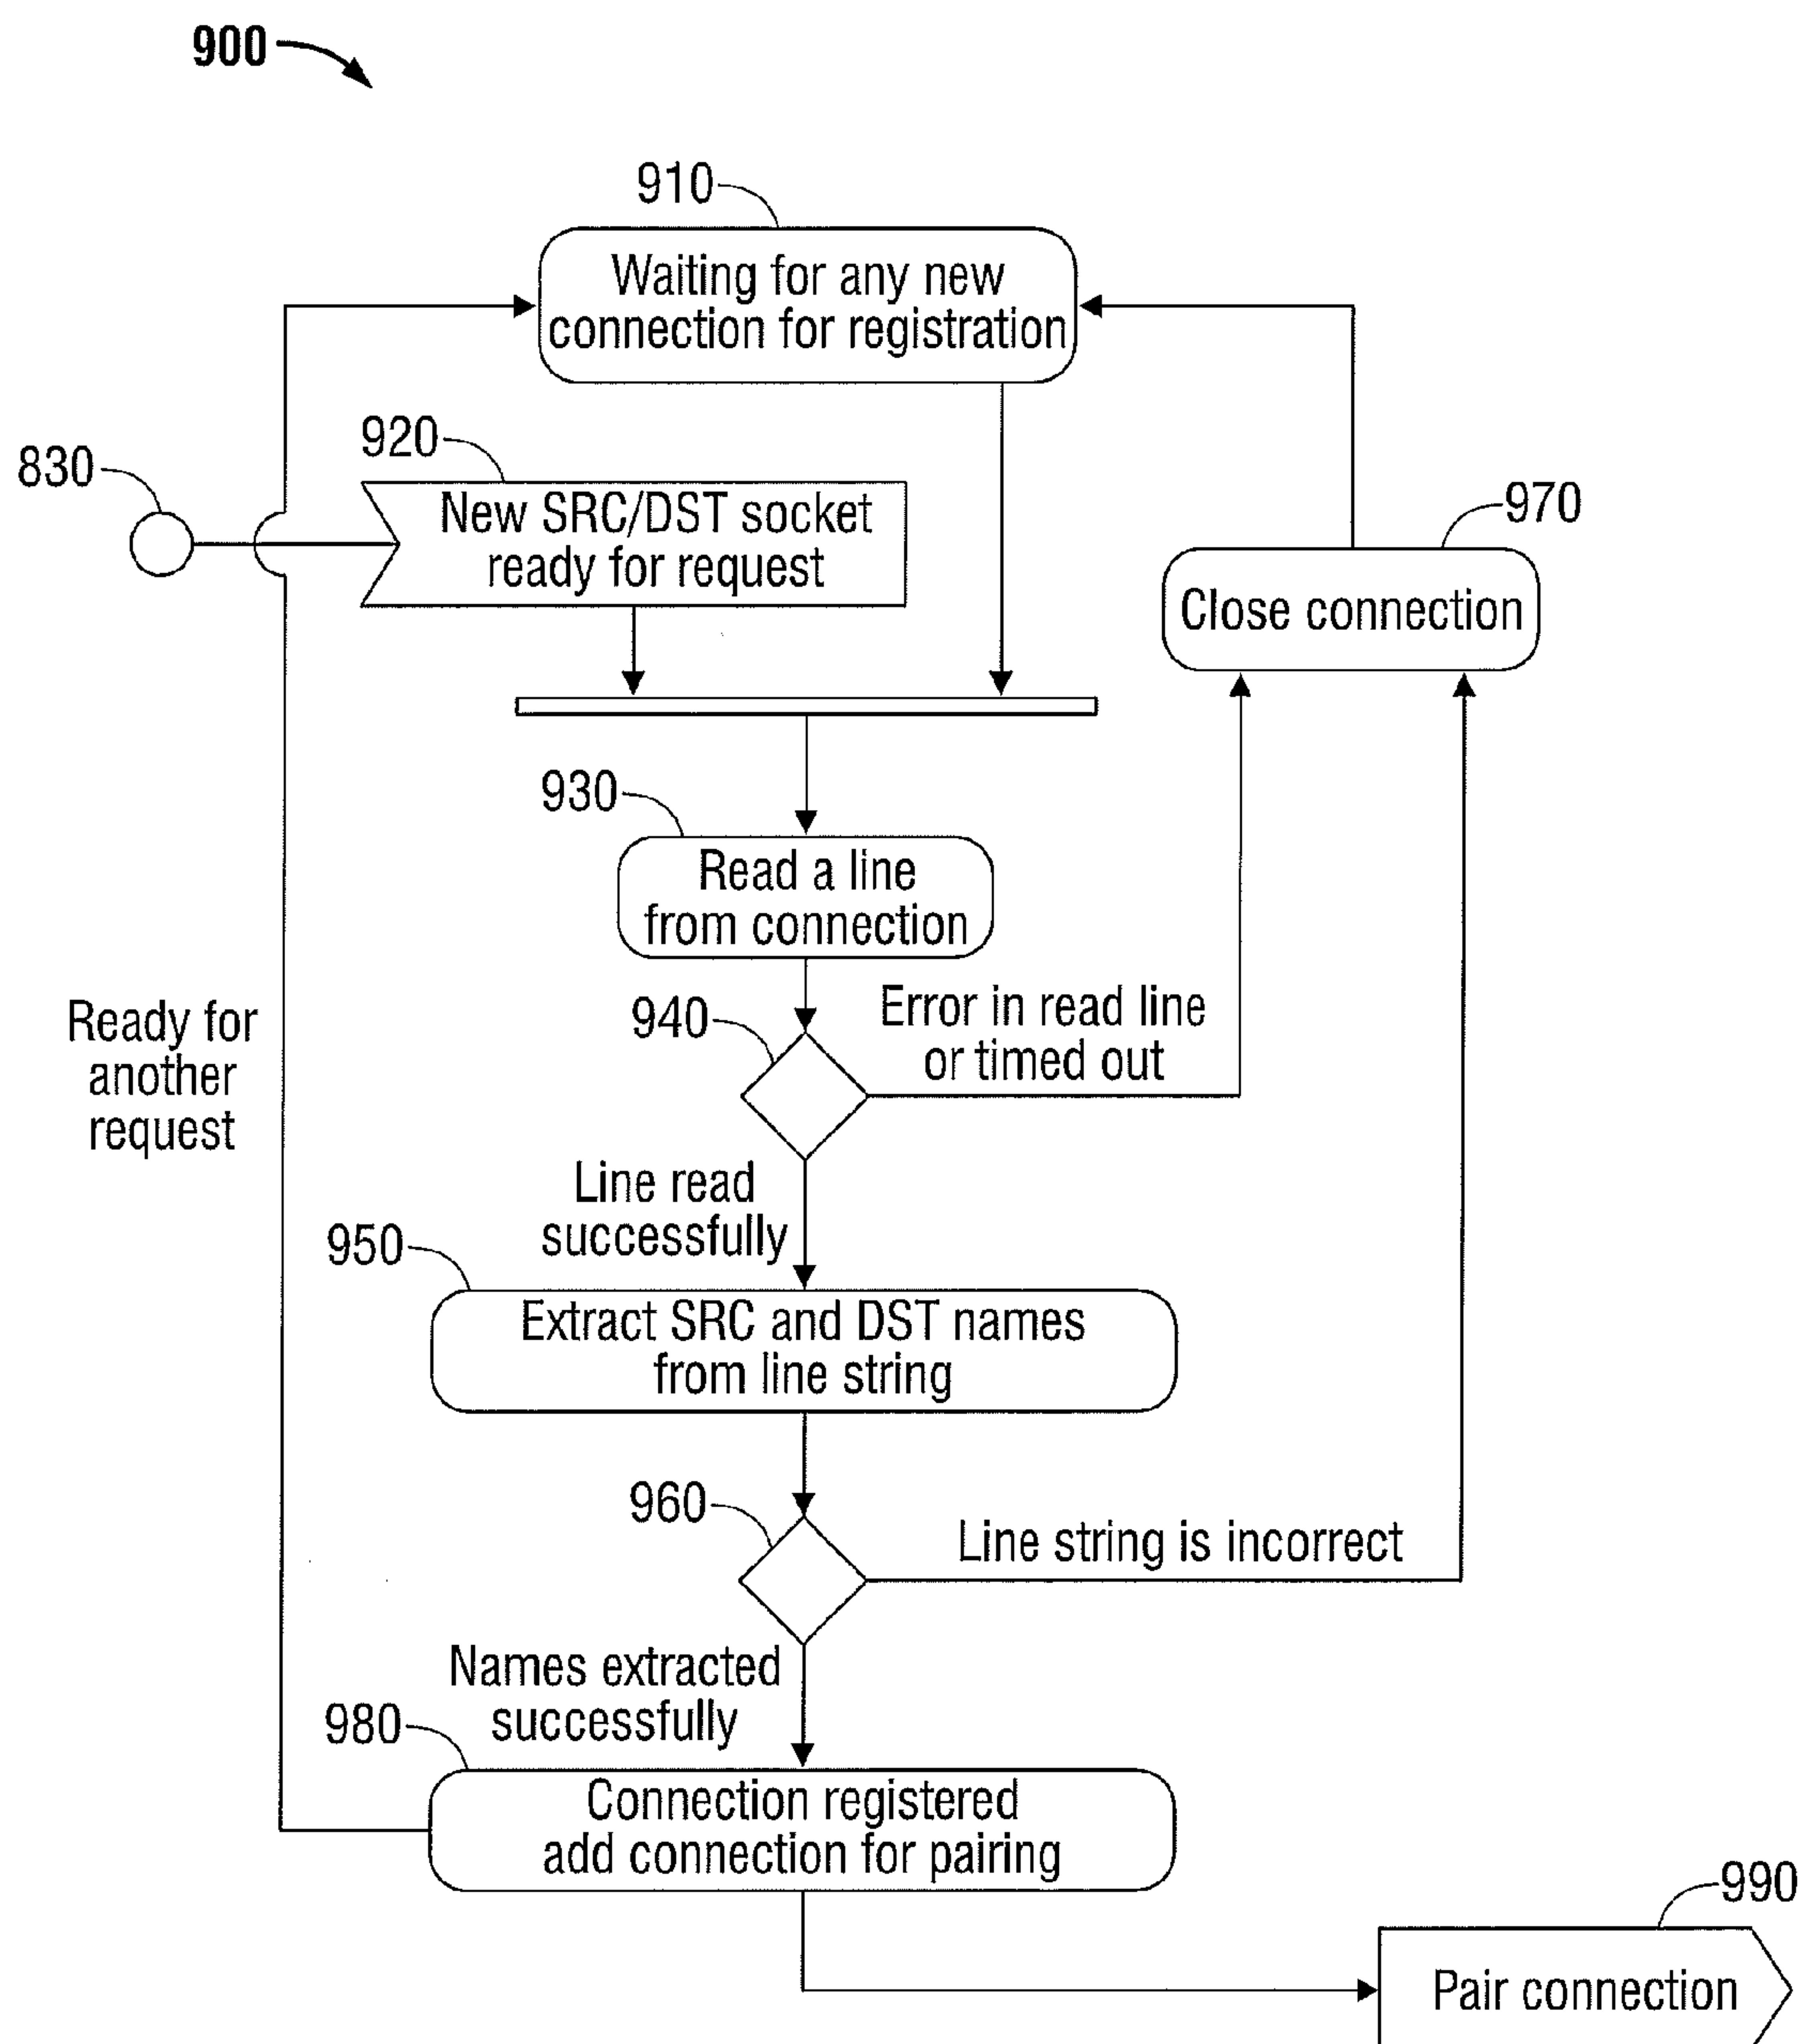 900
910
Waiting for any new
connection for registration
920
830
New SRC/DST socket
ready for request
970
Close connection
930
Read a line
from connection
940
Error in read line
or timed out
Ready for
another
request
Line read
successfully
950
Extract SRC and DST names
from line string
960
Line string is incorrect
Names extracted
successfully
980
Connection registered
add connection for pairing
990
Pair connection